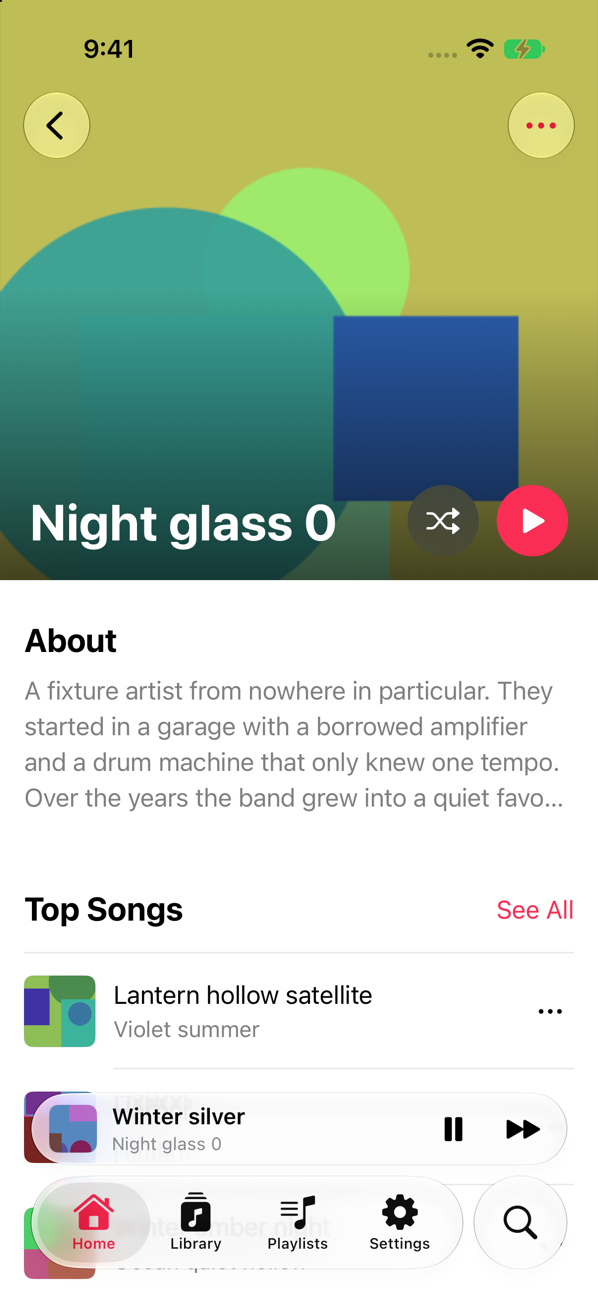 9:41
Night glass 0
About
A fixture artist from nowhere in particular. They
started in a garage with a borrowed amplifier
and a drum machine that only knew one tempo.
Over the years the band grew into a quiet favo...
Top Songs
See All
Lantern hollow satellite
Violet summer
Winter silver
Night glass 0
Home
Library
Playlists
Settings